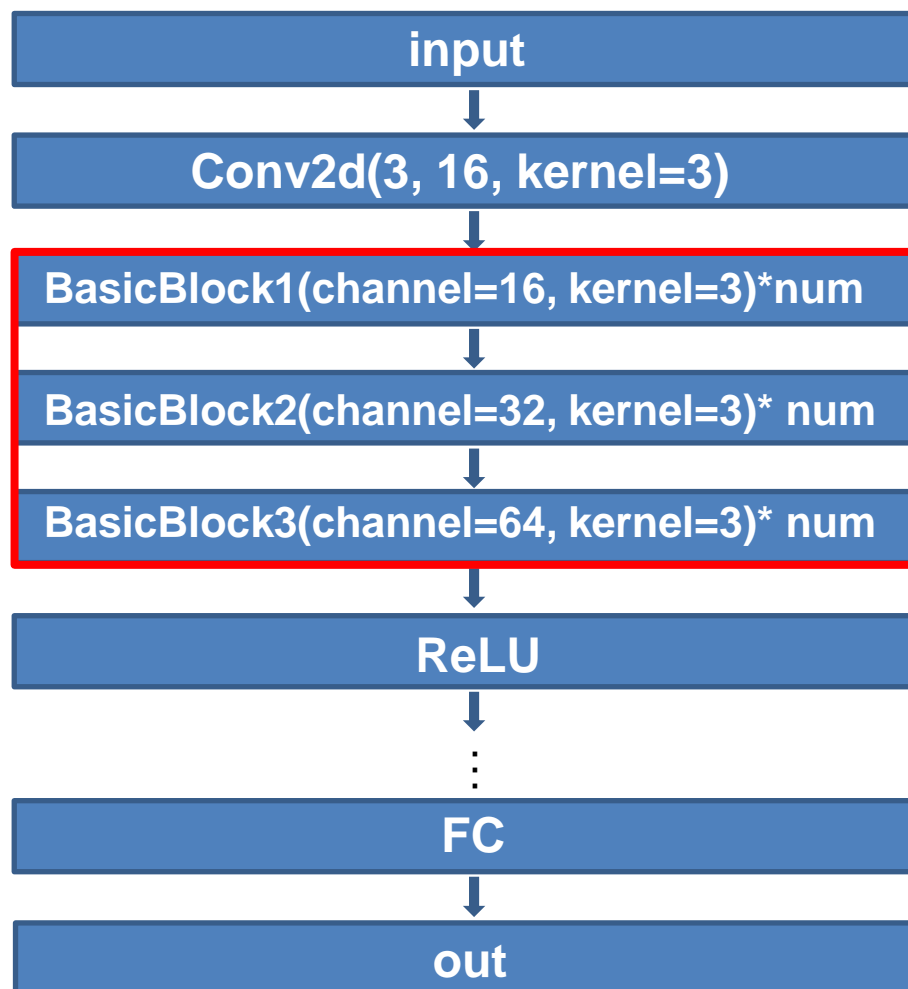 input
Conv2d(3, 16, kernel=3)
BasicBlock1(channel=16, kernel=3)*num
BasicBlock2(channel=32, kernel=3)* num
BasicBlock3(channel=64, kernel=3)* num
ReLU
⋮
FC
out